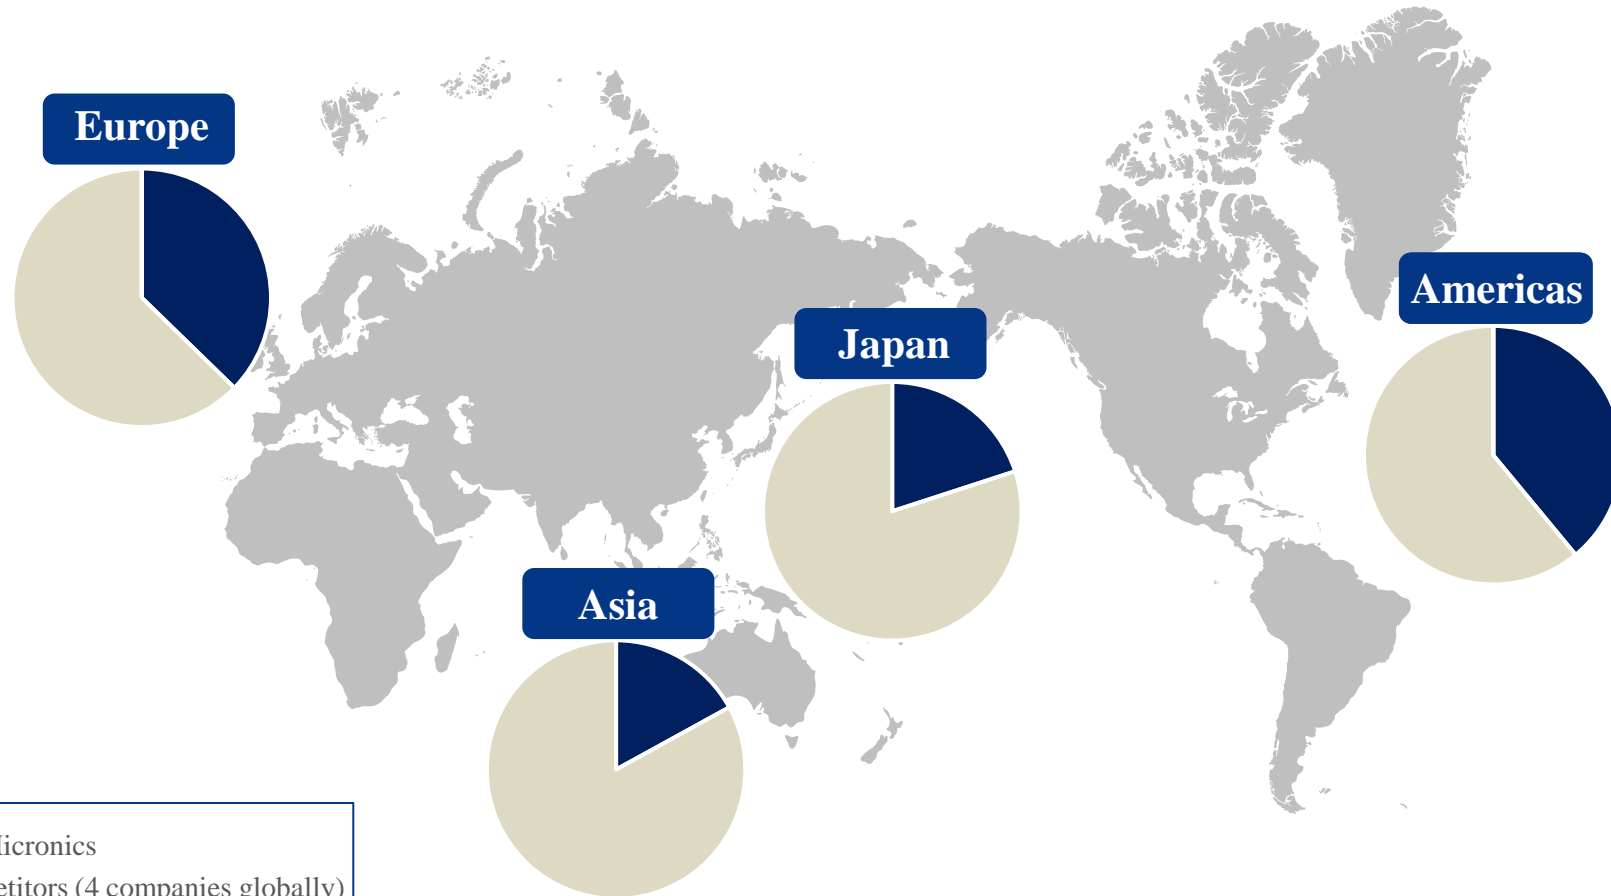 Europe
Americas
Japan
Asia
icronics
etitors (4 companies globally)